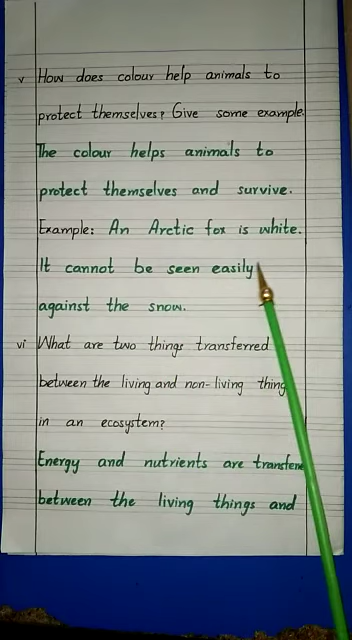 v How does colour help animals to
protect themselves? Give some example
The colour helps animals to
protect themselves and survive.
Example: An Arctic fox is white.
It cannot be seen easily
against the snow.
vi What are two things transferred
between the living and non-living thing
in an ecosystem?
Energy and nutrients are transfere
between the living things and